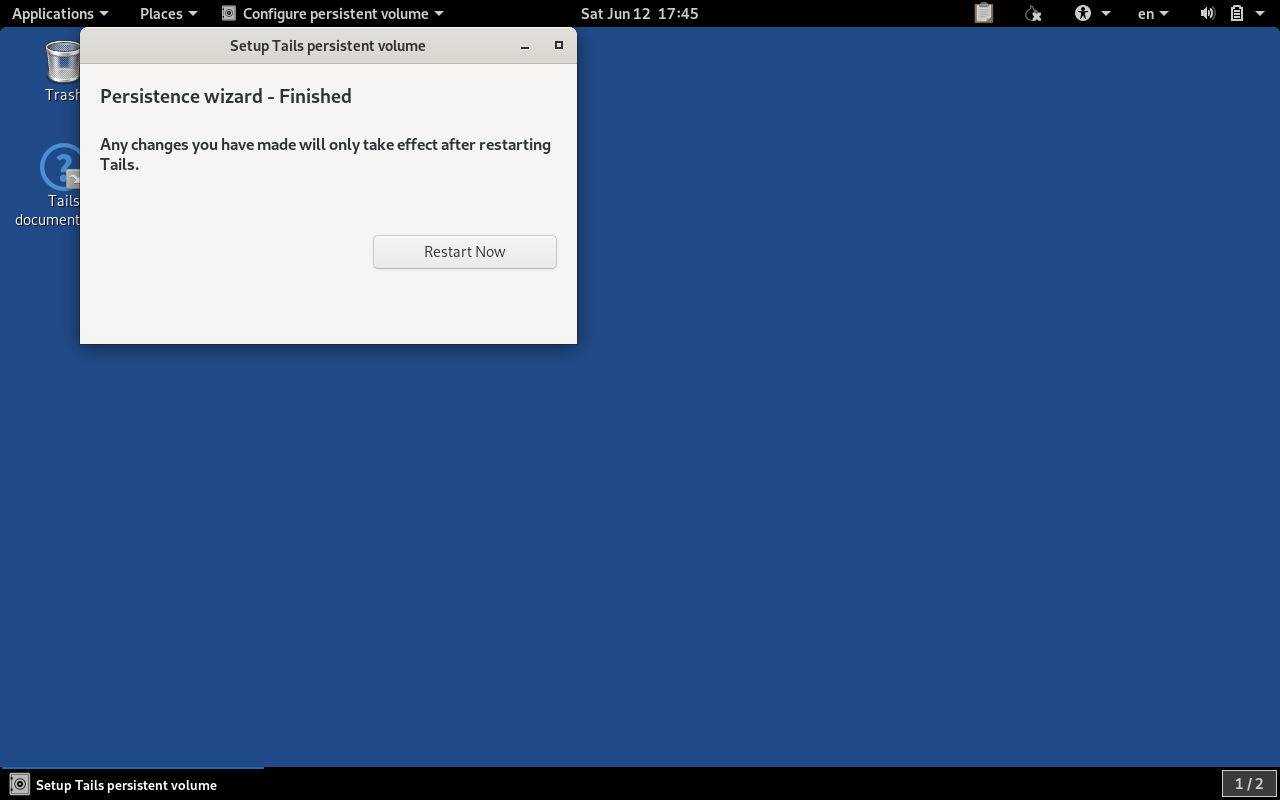 Applications Places Configure persistent volume Sat Jun 12 17:45 en
Setup Tails persistent volume
Trash
Persistence wizard - Finished
Any changes you have made will only take effect after restarting
Tails.
Tails
document
Restart Now
Setup Tails persistent volume 1 / 2